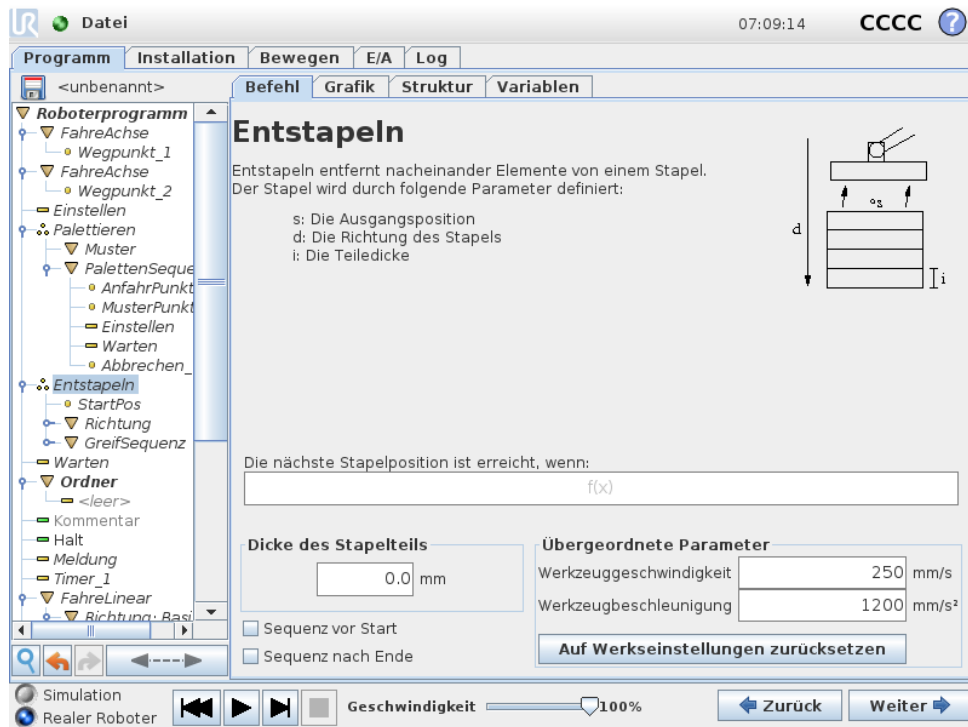 UR
Datei
07:09:14
CCCC
?
Programm
Installation
Bewegen
E/A
Log
<unbenannt>
Befehl
Grafik
Struktur
Variablen
Roboterprogramm
FahreAchse
Wegpunkt_1
FahreAchse
Wegpunkt_2
Einstellen
Palettieren
Muster
PalettenSeque
AnfahrPunkt
MusterPunkt
Einstellen
Warten
Abbrechen_
Entstapeln
StartPos
Richtung
GreifSequenz
Warten
Ordner
<leer>
Kommentar
Halt
Meldung
Timer_1
FahreLinear
Richtung: Basi
Entstapeln
Entstapeln entfernt nacheinander Elemente von einem Stapel.
Der Stapel wird durch folgende Parameter definiert:
s: Die Ausgangsposition
d: Die Richtung des Stapels
i: Die Teiledicke
d
s
i
Die nächste Stapelposition ist erreicht, wenn:
f(x)
Dicke des Stapelteils
0.0 mm
Sequenz vor Start
Sequenz nach Ende
Übergeordnete Parameter
Werkzeuggeschwindigkeit 250 mm/s
Werkzeugbeschleunigung 1200 mm/s²
Auf Werkseinstellungen zurücksetzen
Simulation
Realer Roboter
Geschwindigkeit 100%
Zurück
Weiter